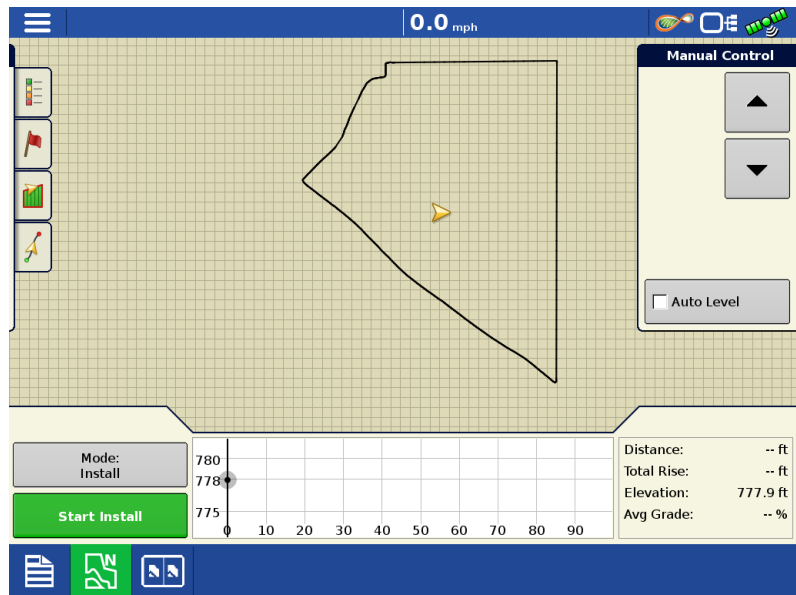 0.0 mph
Manual Control
Auto Level
N
Mode:
Install
Start Install
780
778
775
0 10 20 30 40 50 60 70 80 90
Distance: -- ft
Total Rise: -- ft
Elevation: 777.9 ft
Avg Grade: -- %